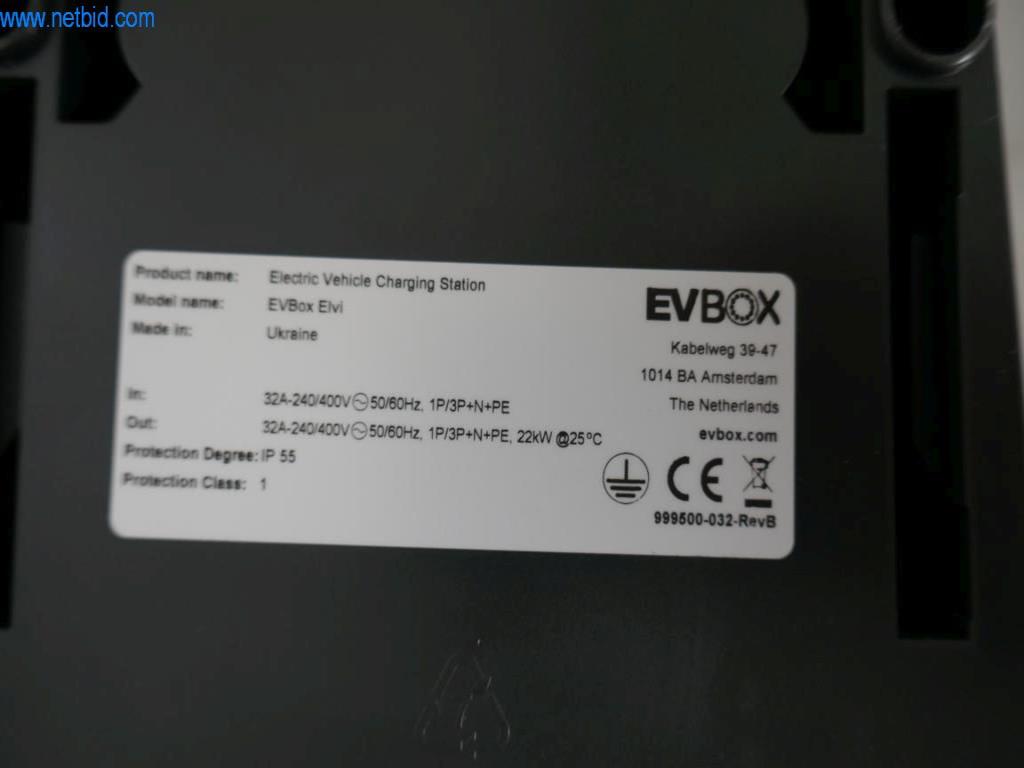 www.netbid.com
Product name: Electric Vehicle Charging Station
Model name: EVBox Elvi
Made in: Ukraine
In: 32A-240/400V 50/60Hz, 1P/3P+N+PE
Out: 32A-240/400V 50/60Hz, 1P/3P+N+PE, 22kW @25°C
Protection Degree: IP 55
Protection Class: 1
EVBOX
Kabelweg 39-47
1014 BA Amsterdam
The Netherlands
evbox.com
CE
999500-032-RevB